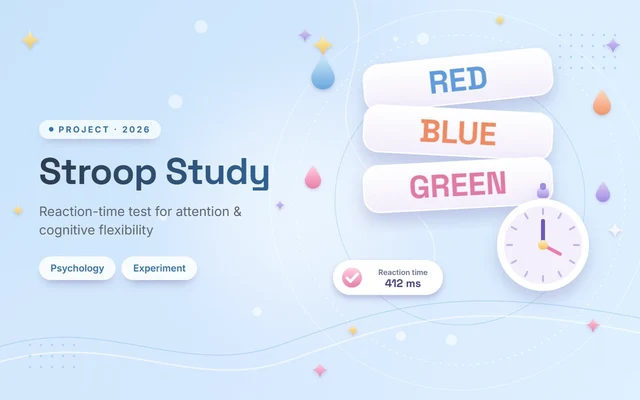 PROJECT · 2026
Stroop Study
Reaction-time test for attention &
cognitive flexibility
Psychology
Experiment
RED
BLUE
GREEN
Reaction time
412 ms